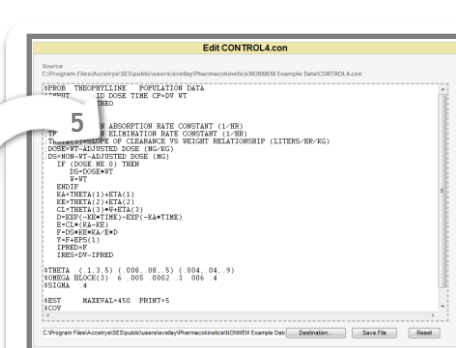 Edit CONTROL4.con
Source
C:\Program Files\Accelrys\SES\public\users\avellay\Pharmacokinetics\NONMEM Example Data\CONTROL4.con
$PROB THEOPHYLLINE POPULATION DATA
$INPUT ID DOSE TIME CP=DV WT
THEO
5
N ABSORPTION RATE CONSTANT (1/HR)
N ELIMINATION RATE CONSTANT (1/HR)
SLOPE OF CLEARANCE VS WEIGHT RELATIONSHIP (LITERS/HR/KG)
DOSE=WT-ADJUSTED DOSE (MG/KG)
DS=NON-WT-ADJUSTED DOSE (MG)
IF (DOSE.NE.0) THEN
DS=DOSE*WT
W=WT
ENDIF
KA=THETA(1)+ETA(1)
KE=THETA(2)+ETA(2)
CL=THETA(3)*W+ETA(3)
D=EXP(-KE*TIME)-EXP(-KA*TIME)
E=CL*(KA-KE)
F=DS*KE*KA/E*D
Y=F+EPS(1)
IPRED=F
IRES=DV-IPRED
$THETA (.1,3,5) (.008,.08,.5) (.004,.04,.9)
$OMEGA BLOCK(3) 6 .005 .0002 .3 .006 .4
$SIGMA .4
$EST MAXEVAL=450 PRINT=5
$COV
C:\Program Files\Accelrys\SES\public\users\avellay\Pharmacokinetics\NONMEM Example Dat Destination... Save File Reset